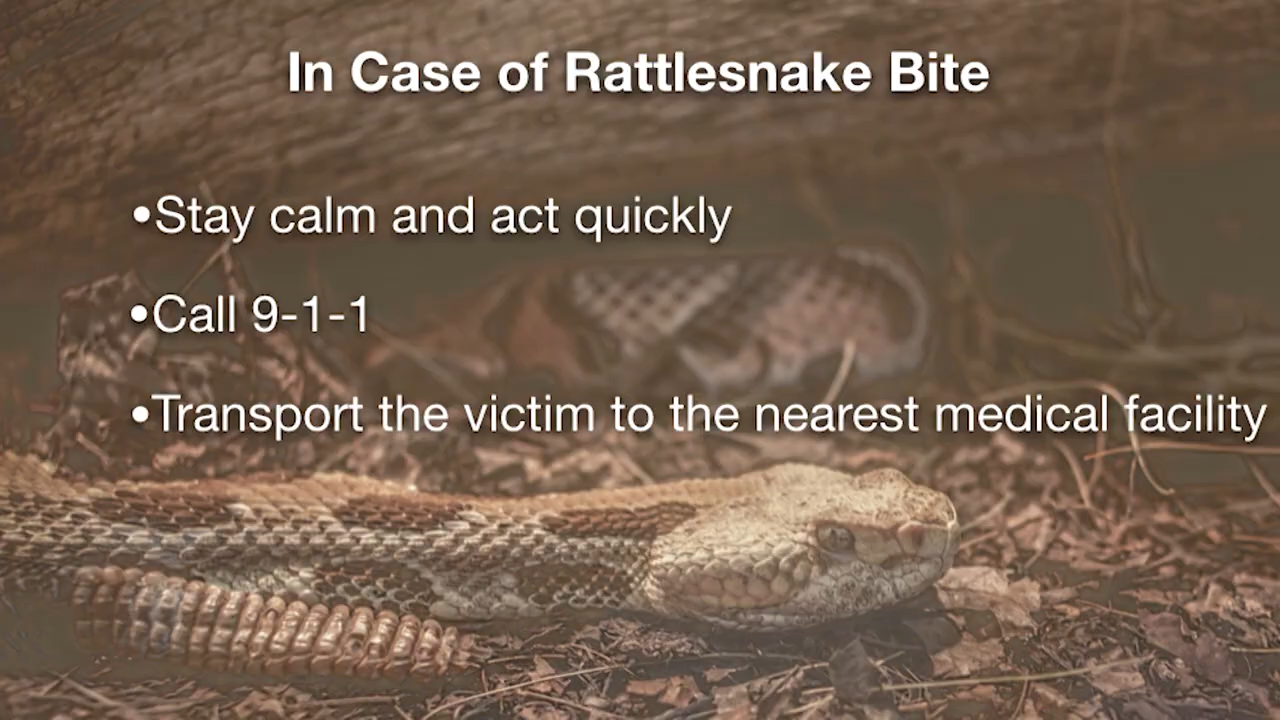 In Case of Rattlesnake Bite
•Stay calm and act quickly
•Call 9-1-1
•Transport the victim to the nearest medical facility